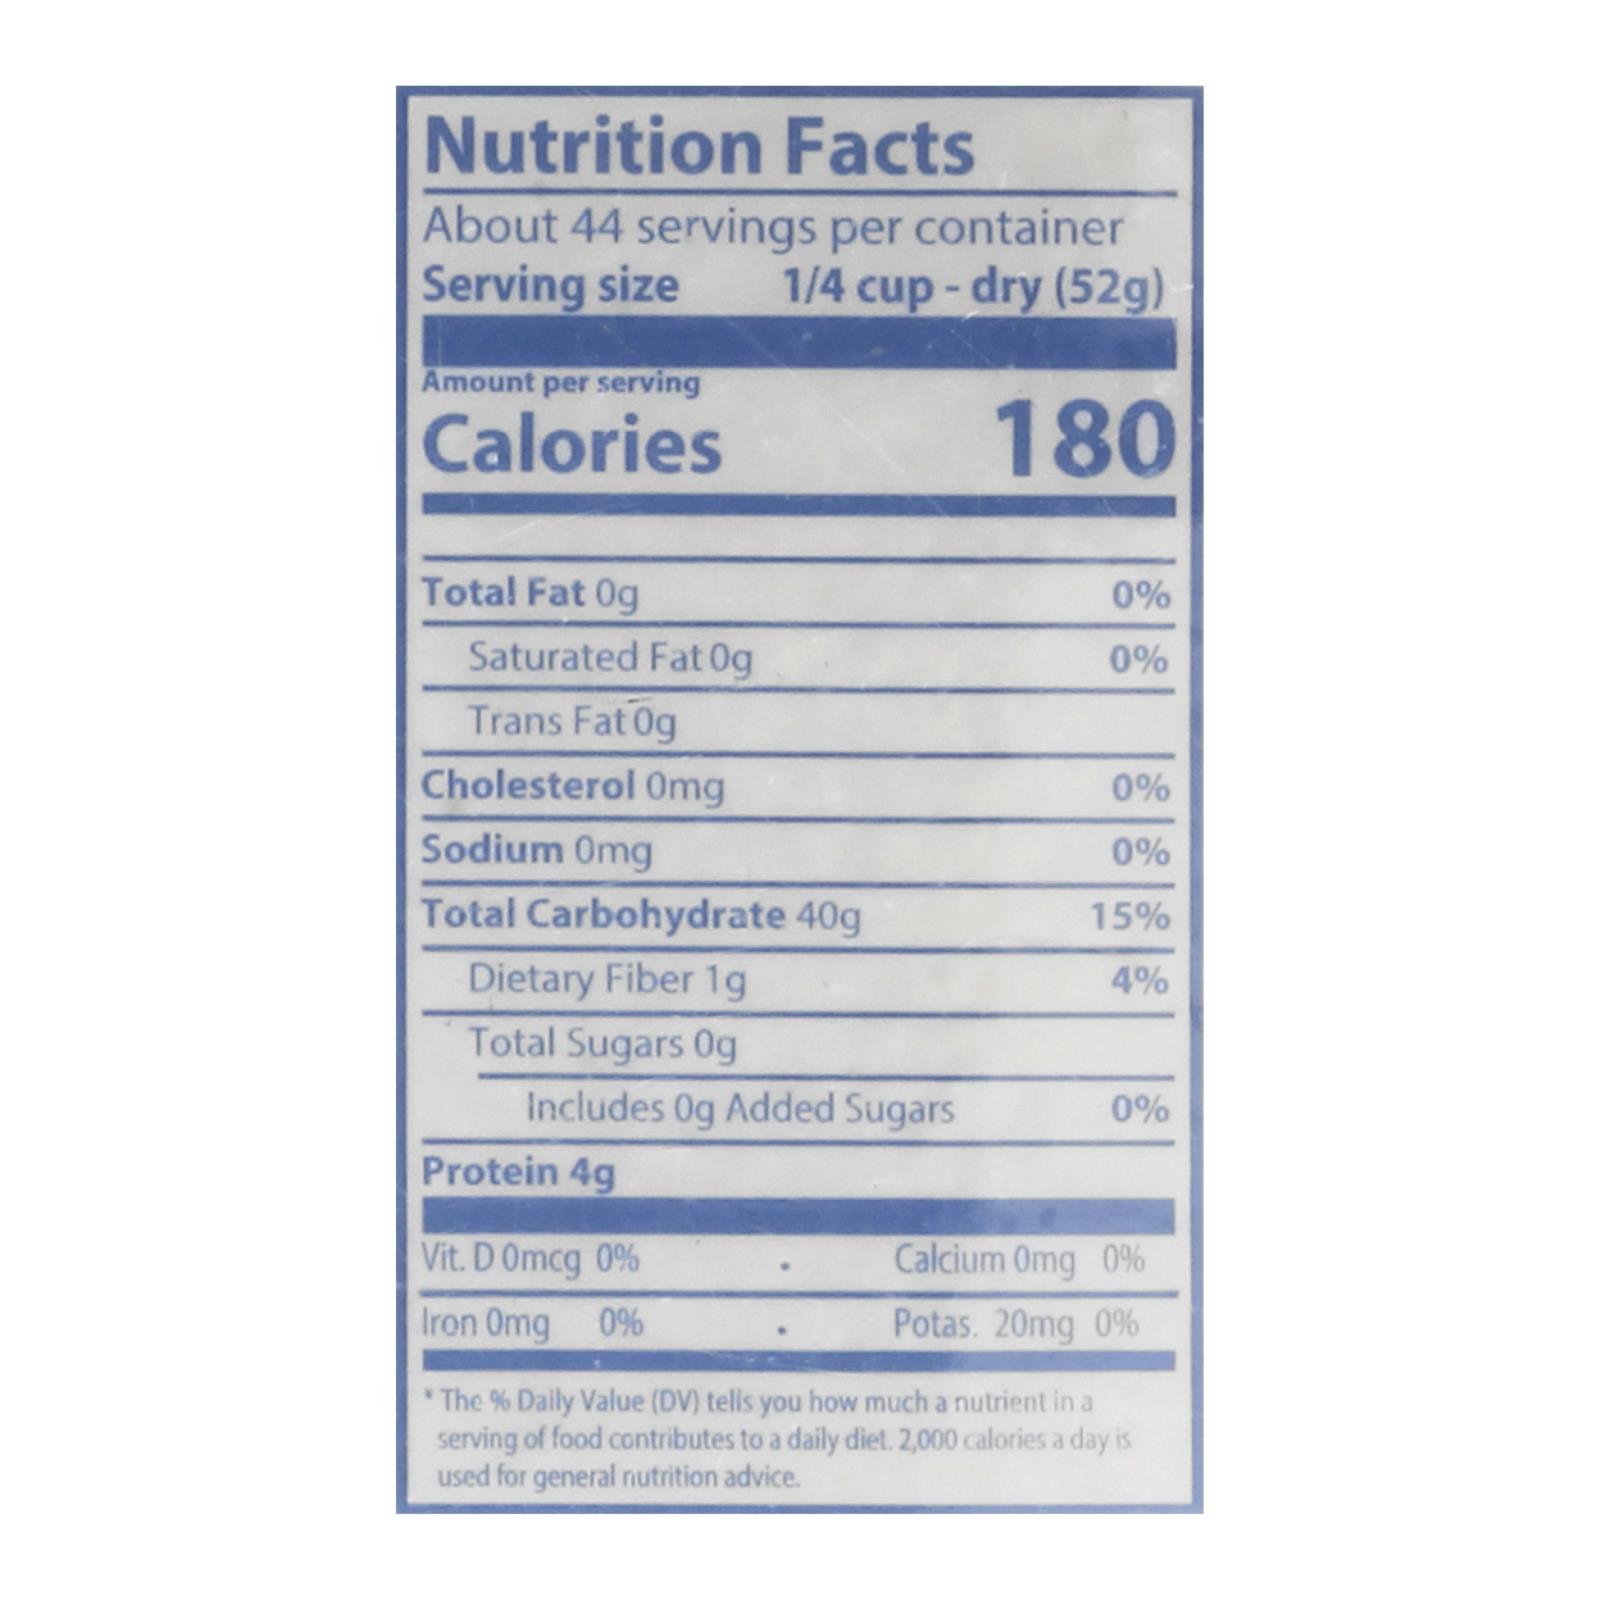 Nutrition Facts
About 44 servings per container
Serving size 1/4 cup - dry (52g)
Amount per serving
Calories 180
Total Fat 0g 0%
Saturated Fat 0g 0%
Trans Fat 0g
Cholesterol 0mg 0%
Sodium 0mg 0%
Total Carbohydrate 40g 15%
Dietary Fiber 1g 4%
Total Sugars 0g
Includes 0g Added Sugars 0%
Protein 4g
Vit. D 0mcg 0% . Calcium 0mg 0%
Iron 0mg 0% . Potas. 20mg 0%
* The % Daily Value (DV) tells you how much a nutrient in a
serving of food contributes to a daily diet. 2,000 calories a day is
used for general nutrition advice.